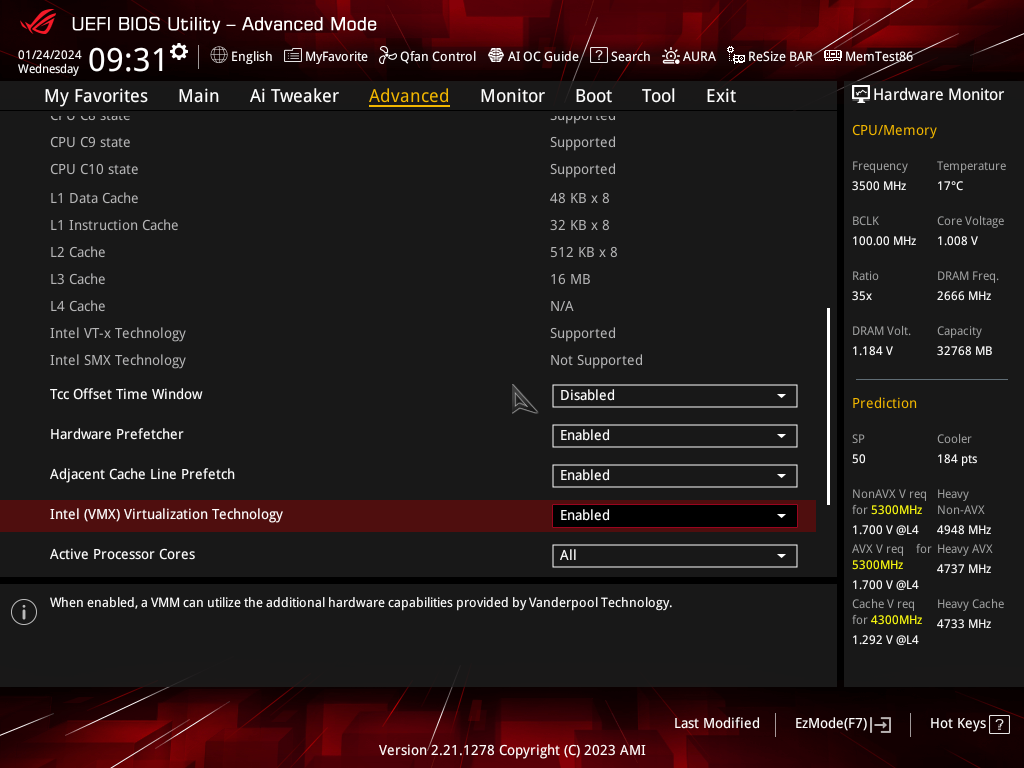 UEFI BIOS Utility – Advanced Mode
01/24/2024
Wednesday
09:31
English
MyFavorite
Qfan Control
AI OC Guide
? Search
AURA
ReSize BAR
MemTest86
My Favorites Main Ai Tweaker Advanced Monitor Boot Tool Exit
CPU C8 state Supported
CPU C9 state Supported
CPU C10 state Supported
L1 Data Cache 48 KB x 8
L1 Instruction Cache 32 KB x 8
L2 Cache 512 KB x 8
L3 Cache 16 MB
L4 Cache N/A
Intel VT-x Technology Supported
Intel SMX Technology Not Supported
Tcc Offset Time Window Disabled
Hardware Prefetcher Enabled
Adjacent Cache Line Prefetch Enabled
Intel (VMX) Virtualization Technology Enabled
Active Processor Cores All
i When enabled, a VMM can utilize the additional hardware capabilities provided by Vanderpool Technology.
Hardware Monitor
CPU/Memory
Frequency Temperature
3500 MHz 17°C
BCLK Core Voltage
100.00 MHz 1.008 V
Ratio DRAM Freq.
35x 2666 MHz
DRAM Volt. Capacity
1.184 V 32768 MB
Prediction
SP Cooler
50 184 pts
NonAVX V req Heavy
for 5300MHz Non-AVX
1.700 V @L4 4948 MHz
AVX V req for Heavy AVX
5300MHz 4737 MHz
1.700 V @L4
Cache V req Heavy Cache
for 4300MHz 4733 MHz
1.292 V @L4
Last Modified EzMode(F7) Hot Keys ?
Version 2.21.1278 Copyright (C) 2023 AMI